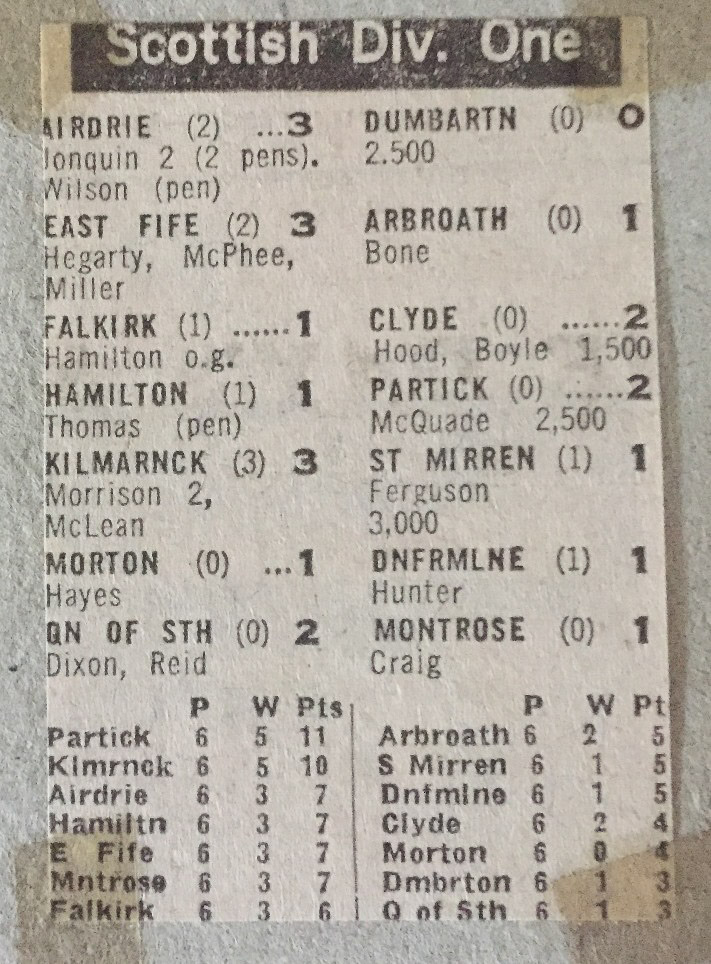 Scottish Div. One
AIRDRIE (2) ...3 DUMBARTN (0) 0
Jonquin 2 (2 pens). 2.500
Wilson (pen)
EAST FIFE (2) 3 ARBROATH (0) 1
Hegarty, McPhee, Bone
Miller
FALKIRK (1) ......1 CLYDE (0) ......2
Hamilton o.g. Hood, Boyle 1,500
HAMILTON (1) 1 PARTICK (0) ......2
Thomas (pen) McQuade 2,500
KILMARNCK (3) 3 ST MIRREN (1) 1
Morrison 2, Ferguson
McLean 3,000
MORTON (0) ...1 DNFRMLNE (1) 1
Hayes Hunter
QN OF STH (0) 2 MONTROSE (0) 1
Dixon, Reid Craig
P W Pts P W Pt
Partick 6 5 11 Arbroath 6 2 5
Klmrnck 6 5 10 S Mirren 6 1 5
Airdrie 6 3 7 Dnfmlne 6 1 5
Hamiltn 6 3 7 Clyde 6 2 4
E Fife 6 3 7 Morton 6 0 4
Mntrose 6 3 7 Dmbrton 6 1 3
Falkirk 6 3 6 Q of Sth 6 1 3